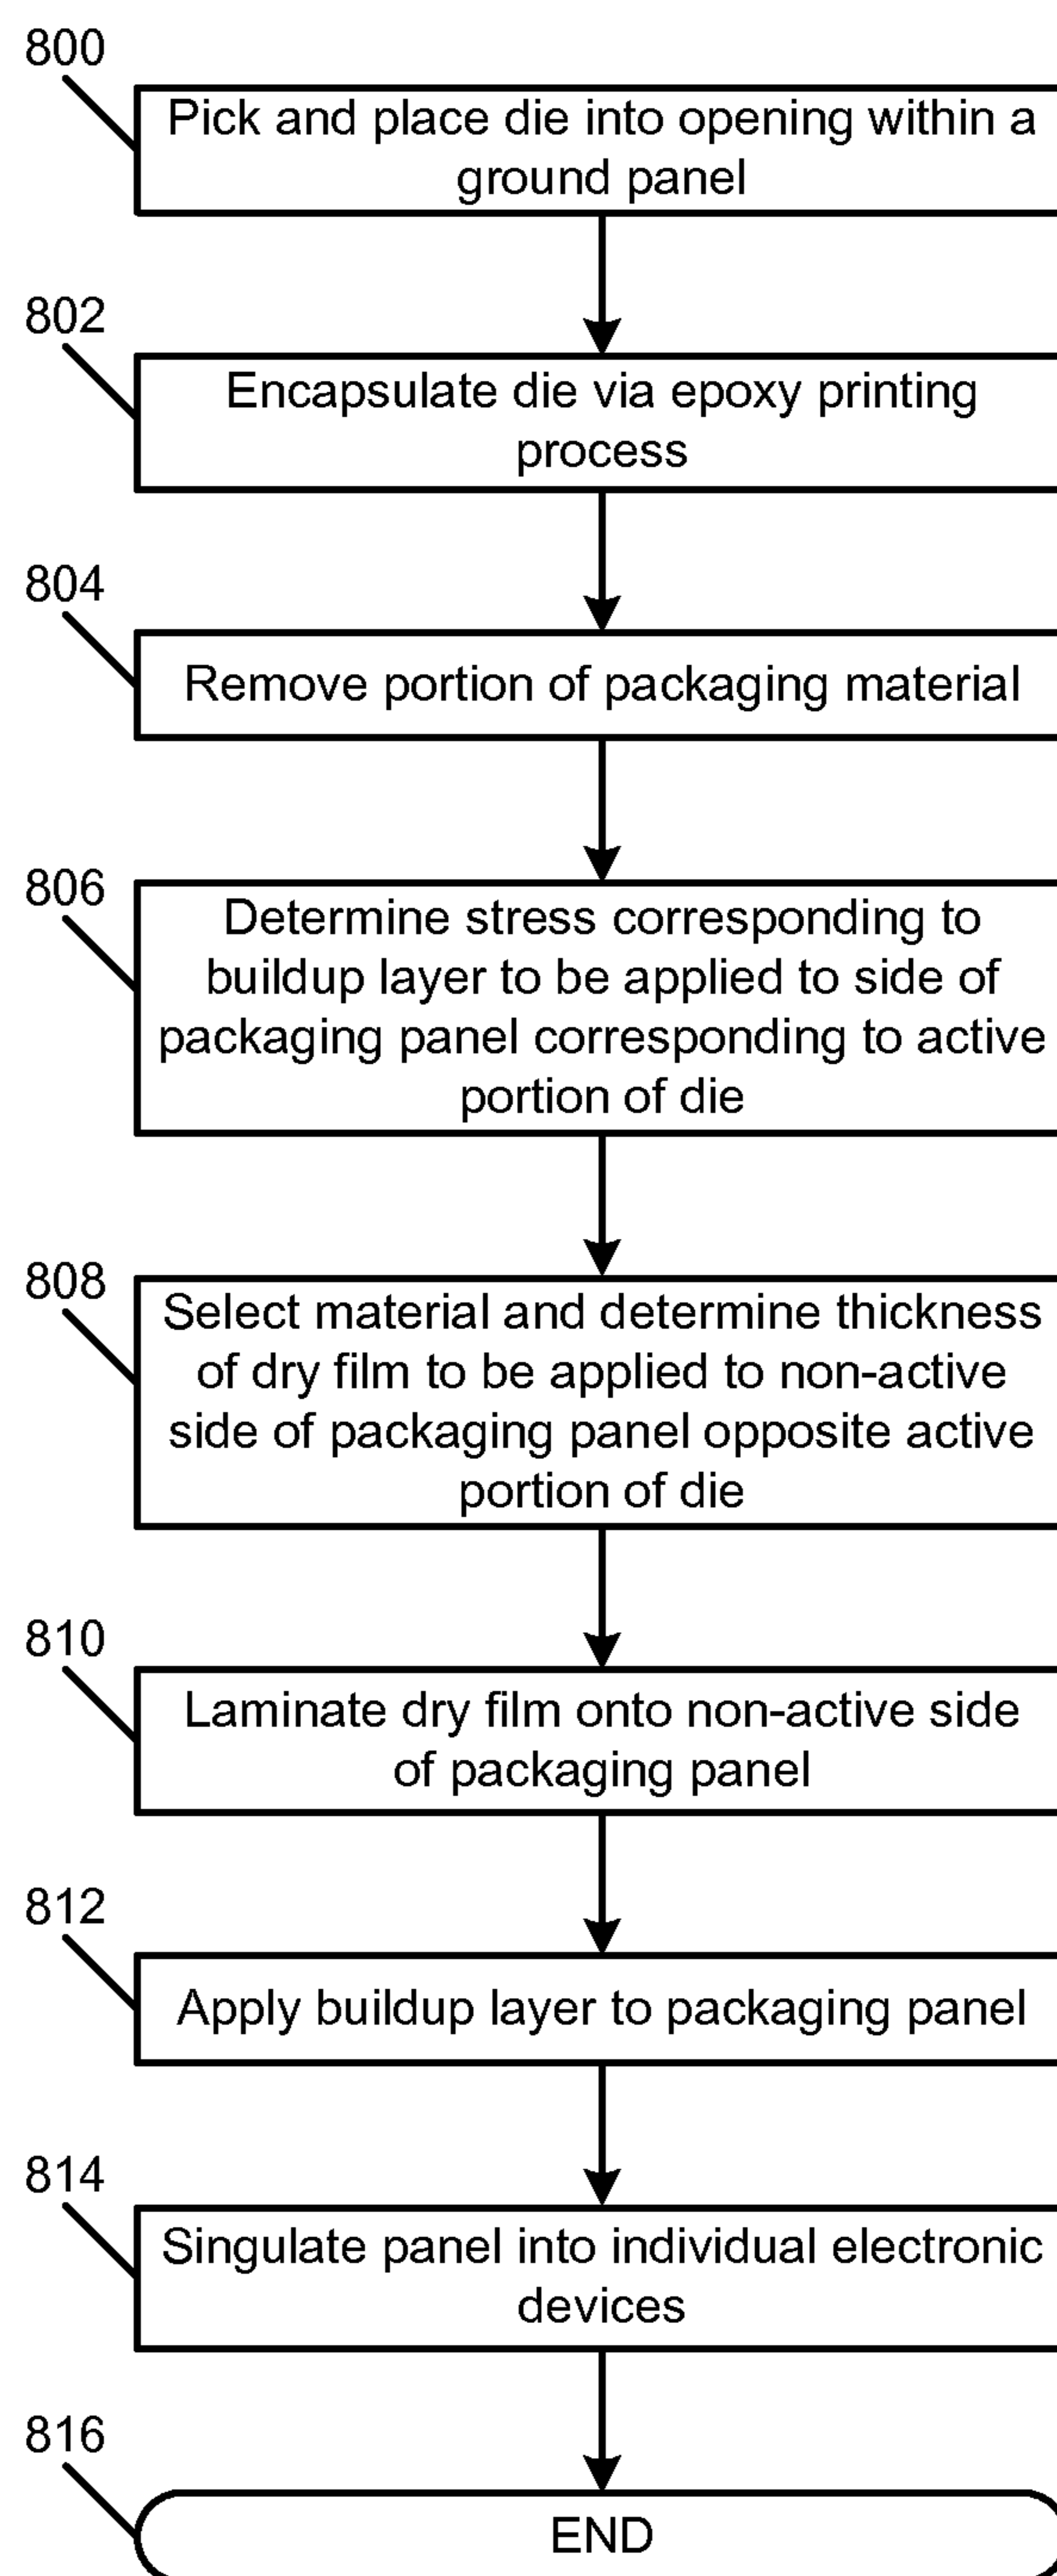 800
Pick and place die into opening within a
ground panel
802
Encapsulate die via epoxy printing
process
804
Remove portion of packaging material
806
Determine stress corresponding to
buildup layer to be applied to side of
packaging panel corresponding to active
portion of die
808
Select material and determine thickness
of dry film to be applied to non-active
side of packaging panel opposite active
portion of die
810
Laminate dry film onto non-active side
of packaging panel
812
Apply buildup layer to packaging panel
814
Singulate panel into individual electronic
devices
816
END